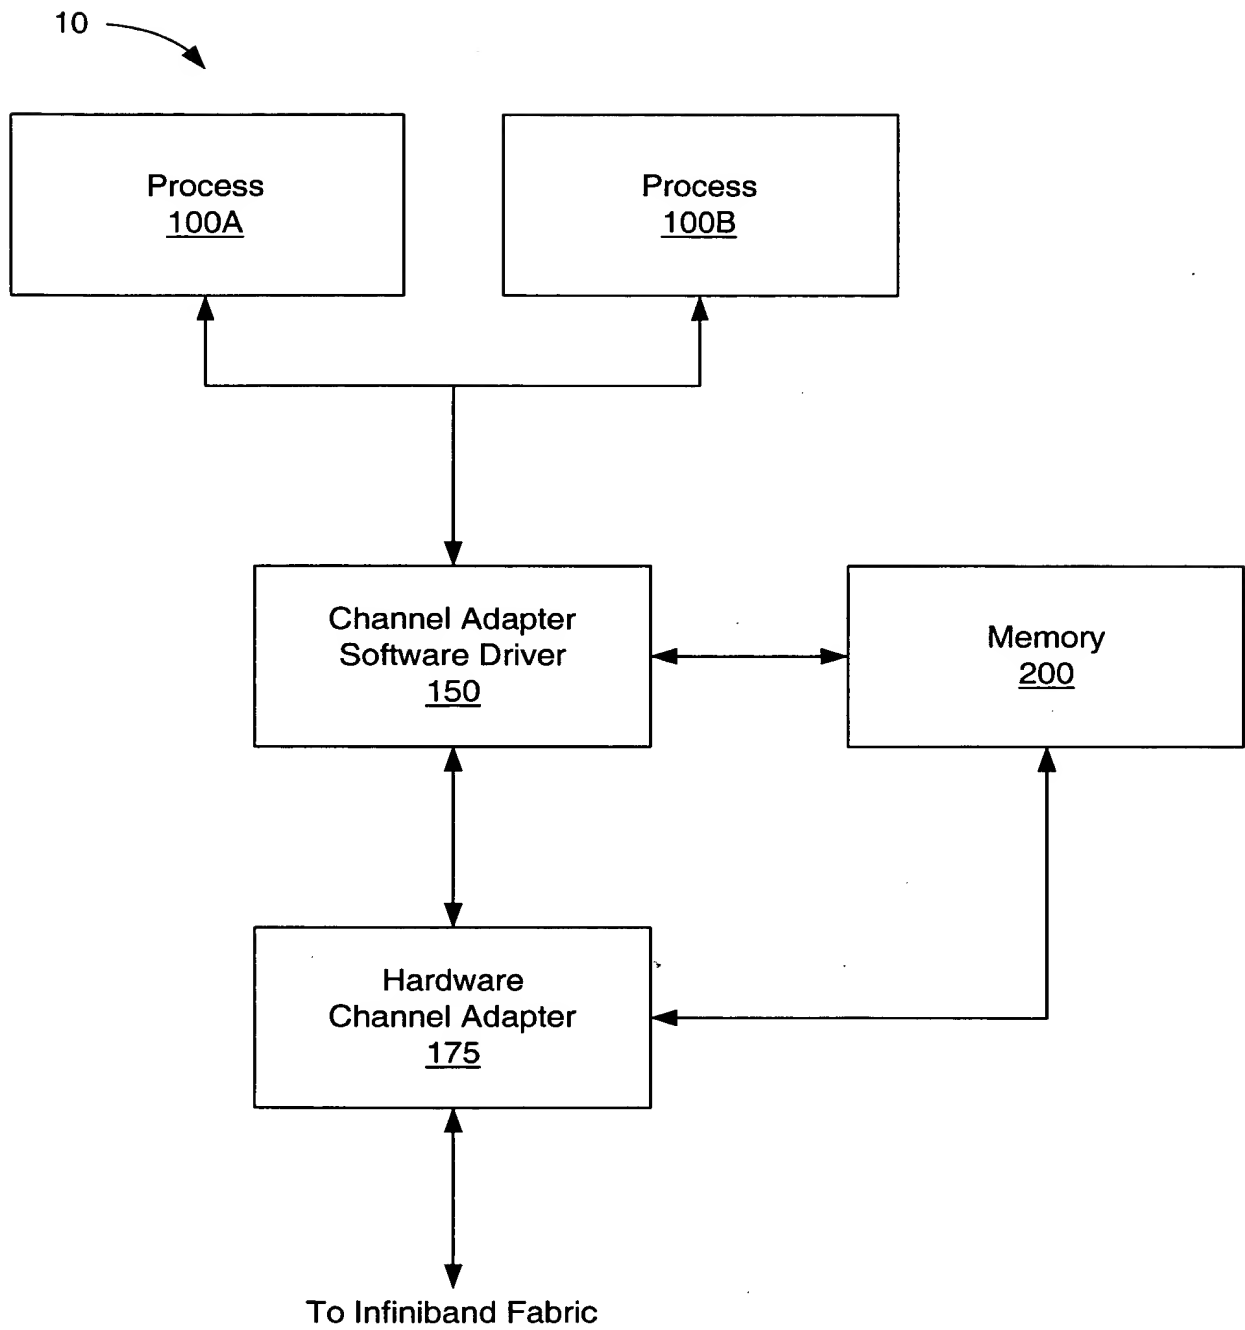 10
Process
100A
Process
100B
Channel Adapter
Software Driver
150
Memory
200
Hardware
Channel Adapter
175
To Infiniband Fabric